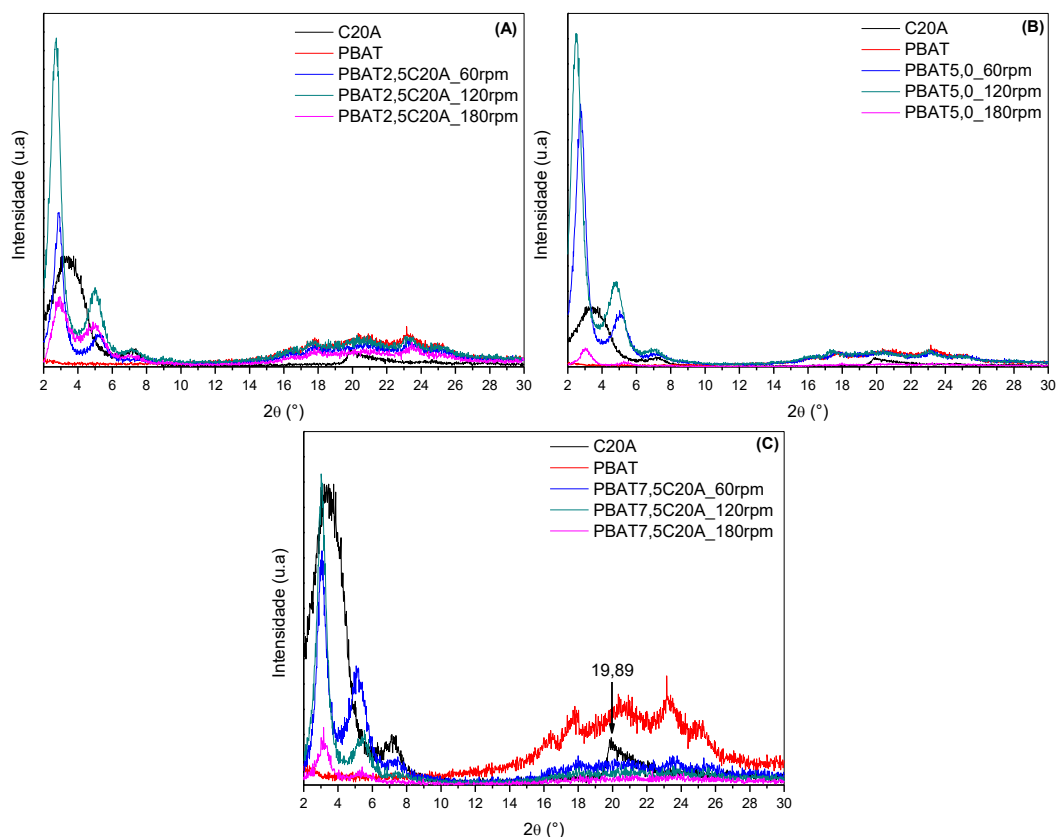 (A)
C20A
PBAT
PBAT2,5C20A_60rpm
PBAT2,5C20A_120rpm
PBAT2,5C20A_180rpm
Intensidade (u.a)
2 4 6 8 10 12 14 16 18 20 22 24 26 28 30
2θ (°)
(B)
C20A
PBAT
PBAT5,0_60rpm
PBAT5,0_120rpm
PBAT5,0_180rpm
Intensidade (u.a)
2 4 6 8 10 12 14 16 18 20 22 24 26 28 30
2θ (°)
(C)
C20A
PBAT
PBAT7,5C20A_60rpm
PBAT7,5C20A_120rpm
PBAT7,5C20A_180rpm
Intensidade (u.a)
19,89
2 4 6 8 10 12 14 16 18 20 22 24 26 28 30
2θ (°)